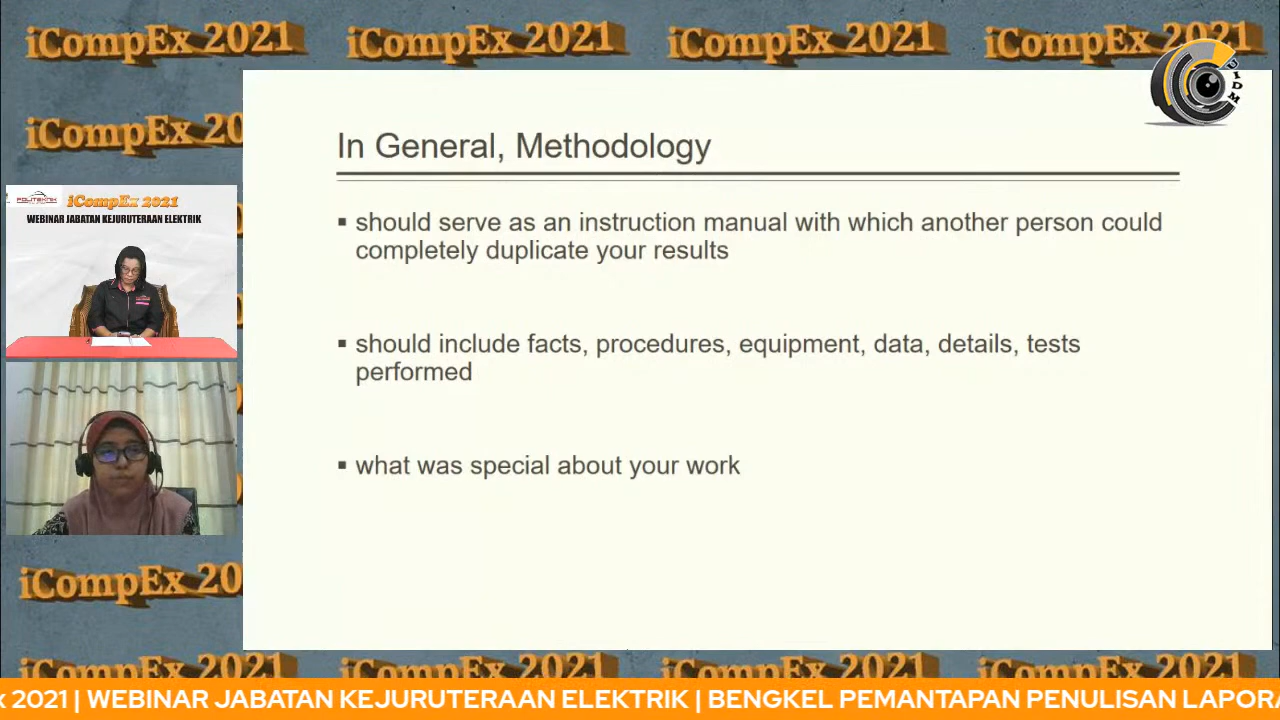 iCompEx 2021 iCompEx 2021 iCompEx 2021 iCompEx 2021
UIDM
iCompEx 20
In General, Methodology
POLITEKNIK
iCompEx 2021
WEBINAR JABATAN KEJURUTERAAN ELEKTRIK
▪ should serve as an instruction manual with which another person could
completely duplicate your results
▪ should include facts, procedures, equipment, data, details, tests
performed
▪ what was special about your work
iCompEx 20
iCompEx 2021 iCompEx 2021 iCompEx 2021 iCompEx 2021
x 2021 | WEBINAR JABATAN KEJURUTERAAN ELEKTRIK | BENGKEL PEMANTAPAN PENULISAN LAPORA